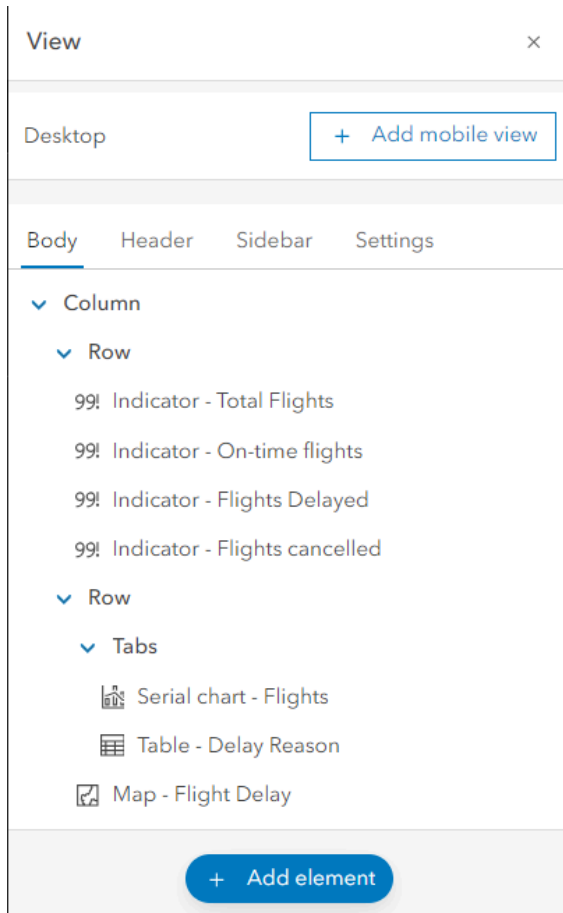 View
Desktop
+ Add mobile view
Body Header Sidebar Settings
Column
Row
99! Indicator - Total Flights
99! Indicator - On-time flights
99! Indicator - Flights Delayed
99! Indicator - Flights cancelled
Row
Tabs
Serial chart - Flights
Table - Delay Reason
Map - Flight Delay
+ Add element